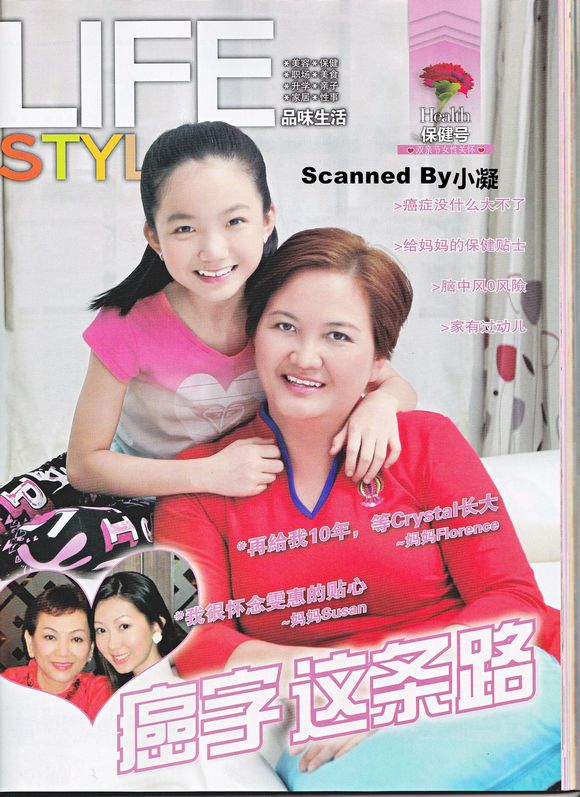 LIFE
STYL
*美容*保健
*职场*美食
*升学*亲子
*家居*性事
品味生活
Health
保健号
双亲节女性关怀
Scanned By小凝
>癌症没什么大不了
>给妈妈的保健贴士
>脑中风0风險
>家有过动儿
*再给我10年，等Crystal长大
~妈妈Florence
*我很怀念雯惠的贴心
~妈妈Susan
癌字这条路